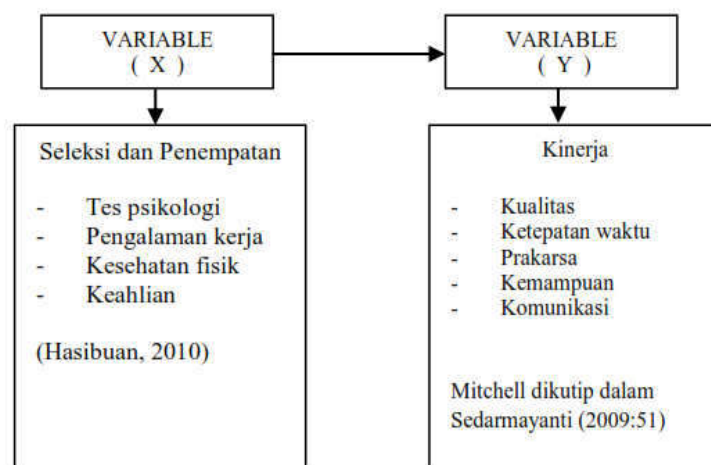 VARIABLE
( X )
VARIABLE
( Y )
Seleksi dan Penempatan
- Tes psikologi
- Pengalaman kerja
- Kesehatan fisik
- Keahlian
(Hasibuan, 2010)
Kinerja
- Kualitas
- Ketepatan waktu
- Prakarsa
- Kemampuan
- Komunikasi
Mitchell dikutip dalam
Sedarmayanti (2009:51)